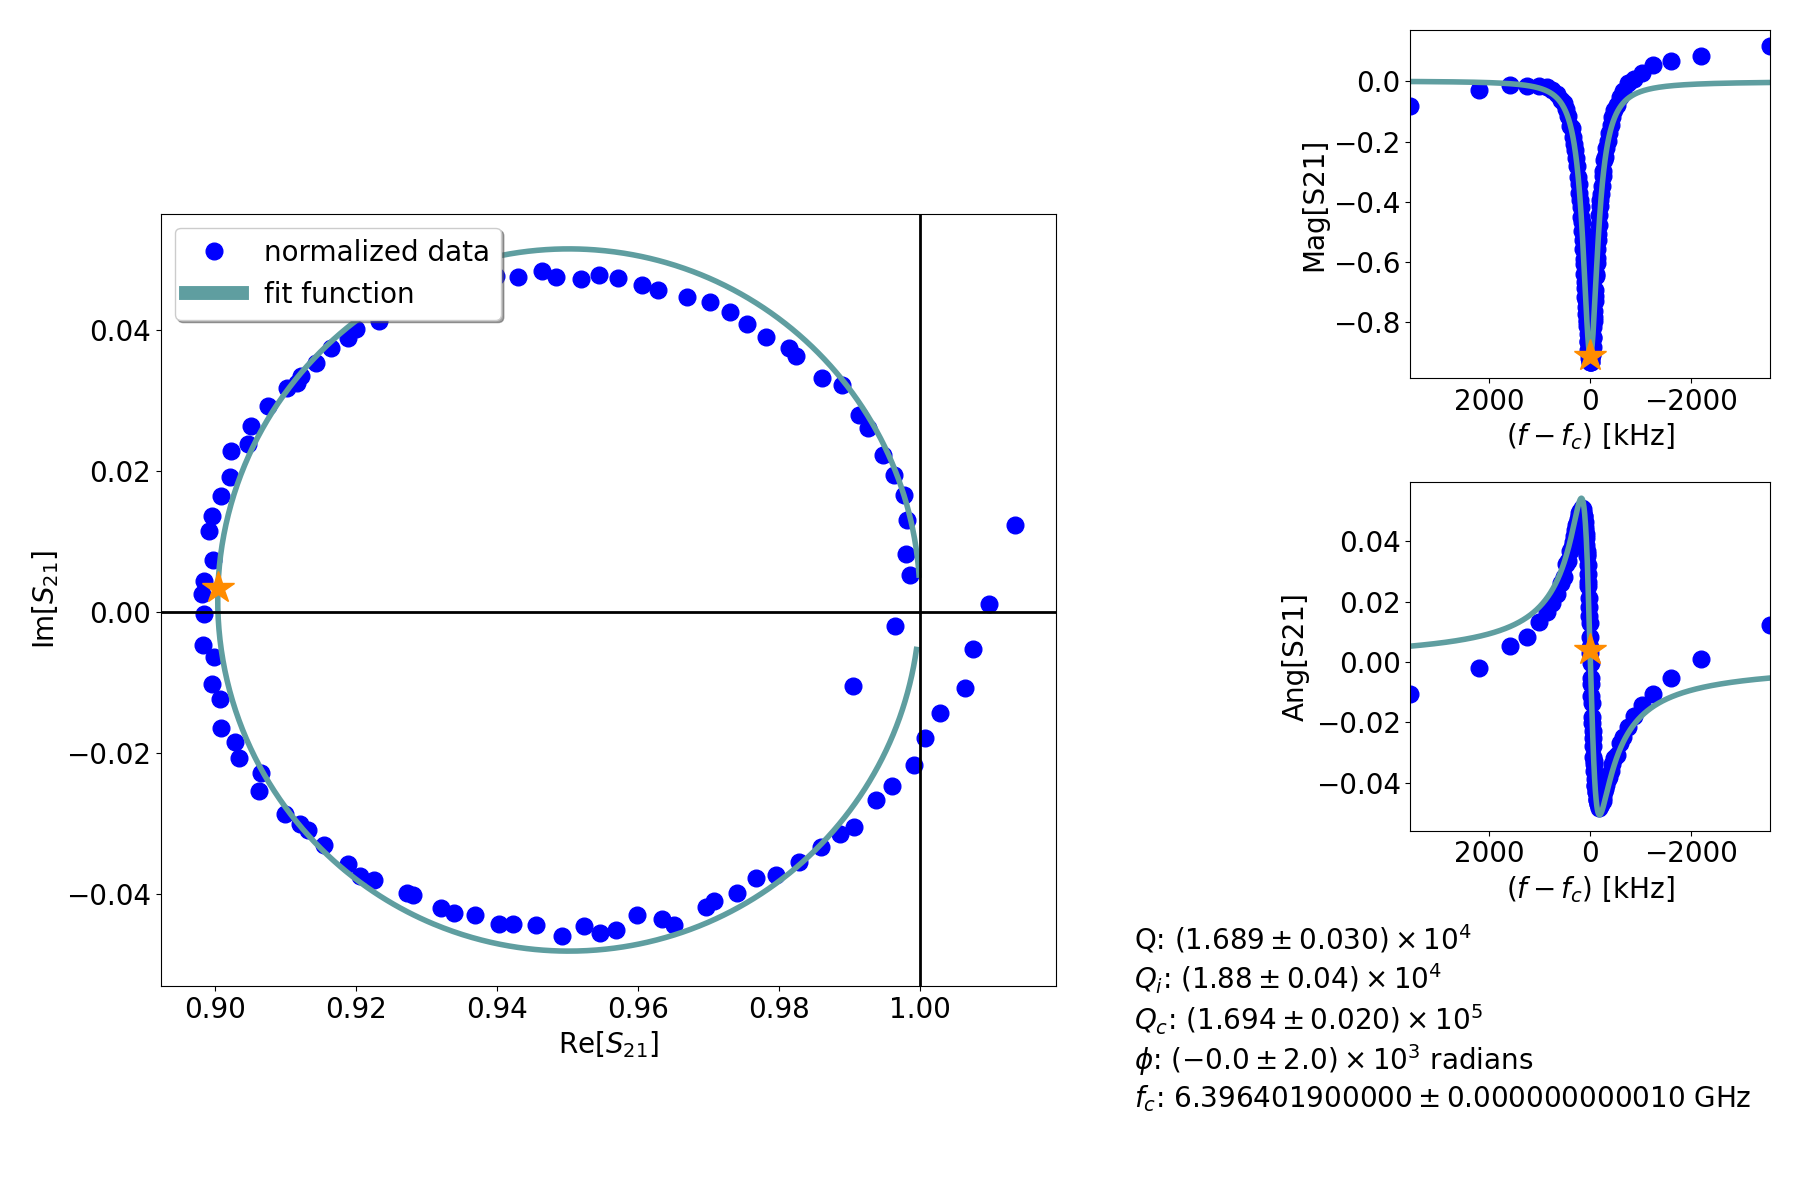 normalized data
fit function
0.04
0.02
0.00
−0.02
−0.04
Im[S21]
0.90 0.92 0.94 0.96 0.98 1.00
Re[S21]
0.0
−0.2
−0.4
−0.6
−0.8
Mag[S21]
2000 0 −2000
(f − fc) [kHz]
0.04
0.02
0.00
−0.02
−0.04
Ang[S21]
2000 0 −2000
(f − fc) [kHz]
Q: (1.689 ± 0.030) × 10^4
Qi: (1.88 ± 0.04) × 10^4
Qc: (1.694 ± 0.020) × 10^5
ϕ: (−0.0 ± 2.0) × 10^3 radians
fc: 6.396401900000 ± 0.000000000010 GHz